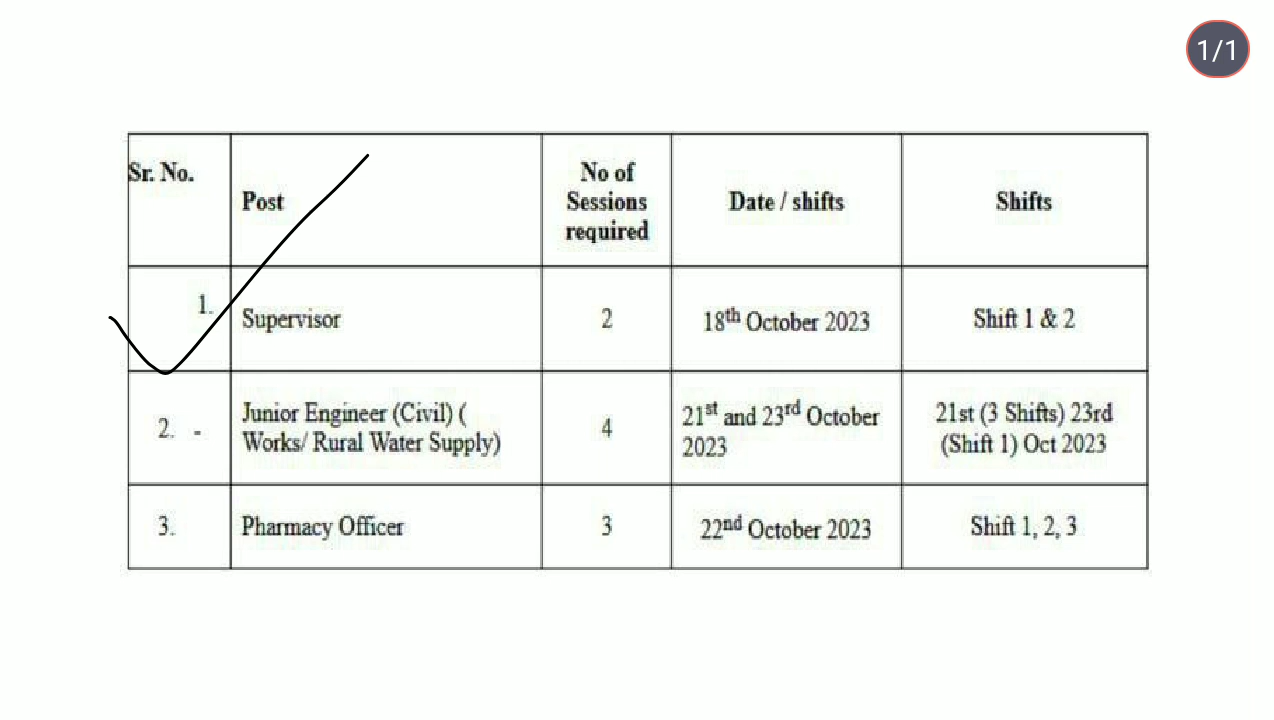 1/1
Sr. No.
Post
No of
Sessions
required
Date / shifts
Shifts
1.
Supervisor
2
18th October 2023
Shift 1 & 2
2. -
Junior Engineer (Civil) (
Works/ Rural Water Supply)
4
21st and 23rd October
2023
21st (3 Shifts) 23rd
(Shift 1) Oct 2023
3.
Pharmacy Officer
3
22nd October 2023
Shift 1, 2, 3